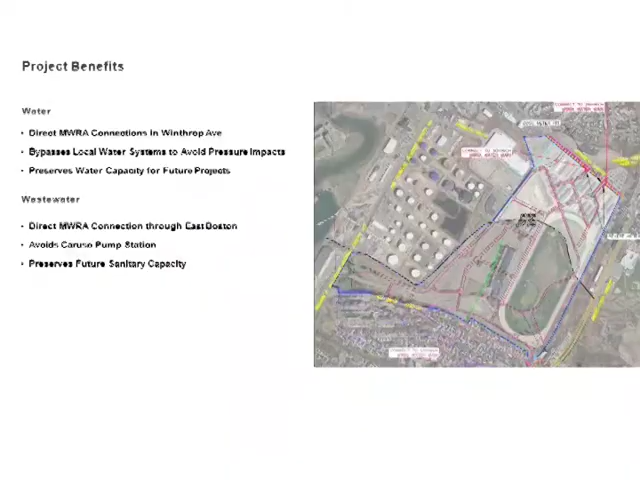 Project Benefits
Water
• Direct MWRA Connections in Winthrop Ave
• Bypasses Local Water Systems to Avoid Pressure Impacts
• Preserves Water Capacity for Future Projects
Wastewater
• Direct MWRA Connection through East Boston
• Avoids Caruso Pump Station
• Preserves Future Sanitary Capacity